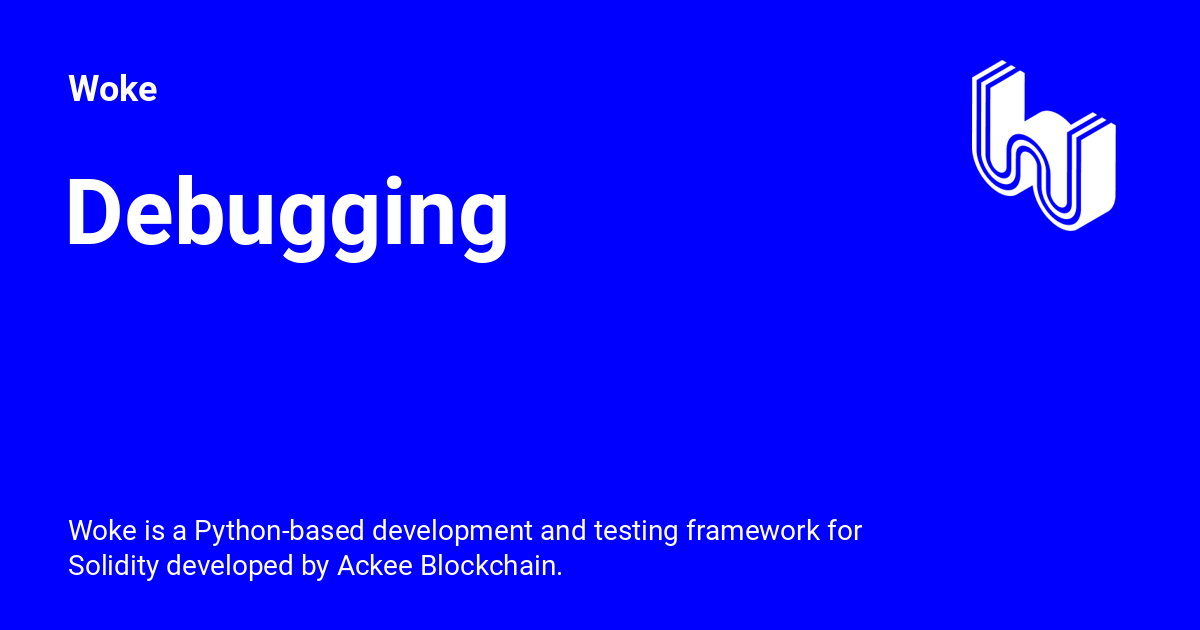 Woke
Debugging
Woke is a Python-based development and testing framework for
Solidity developed by Ackee Blockchain.